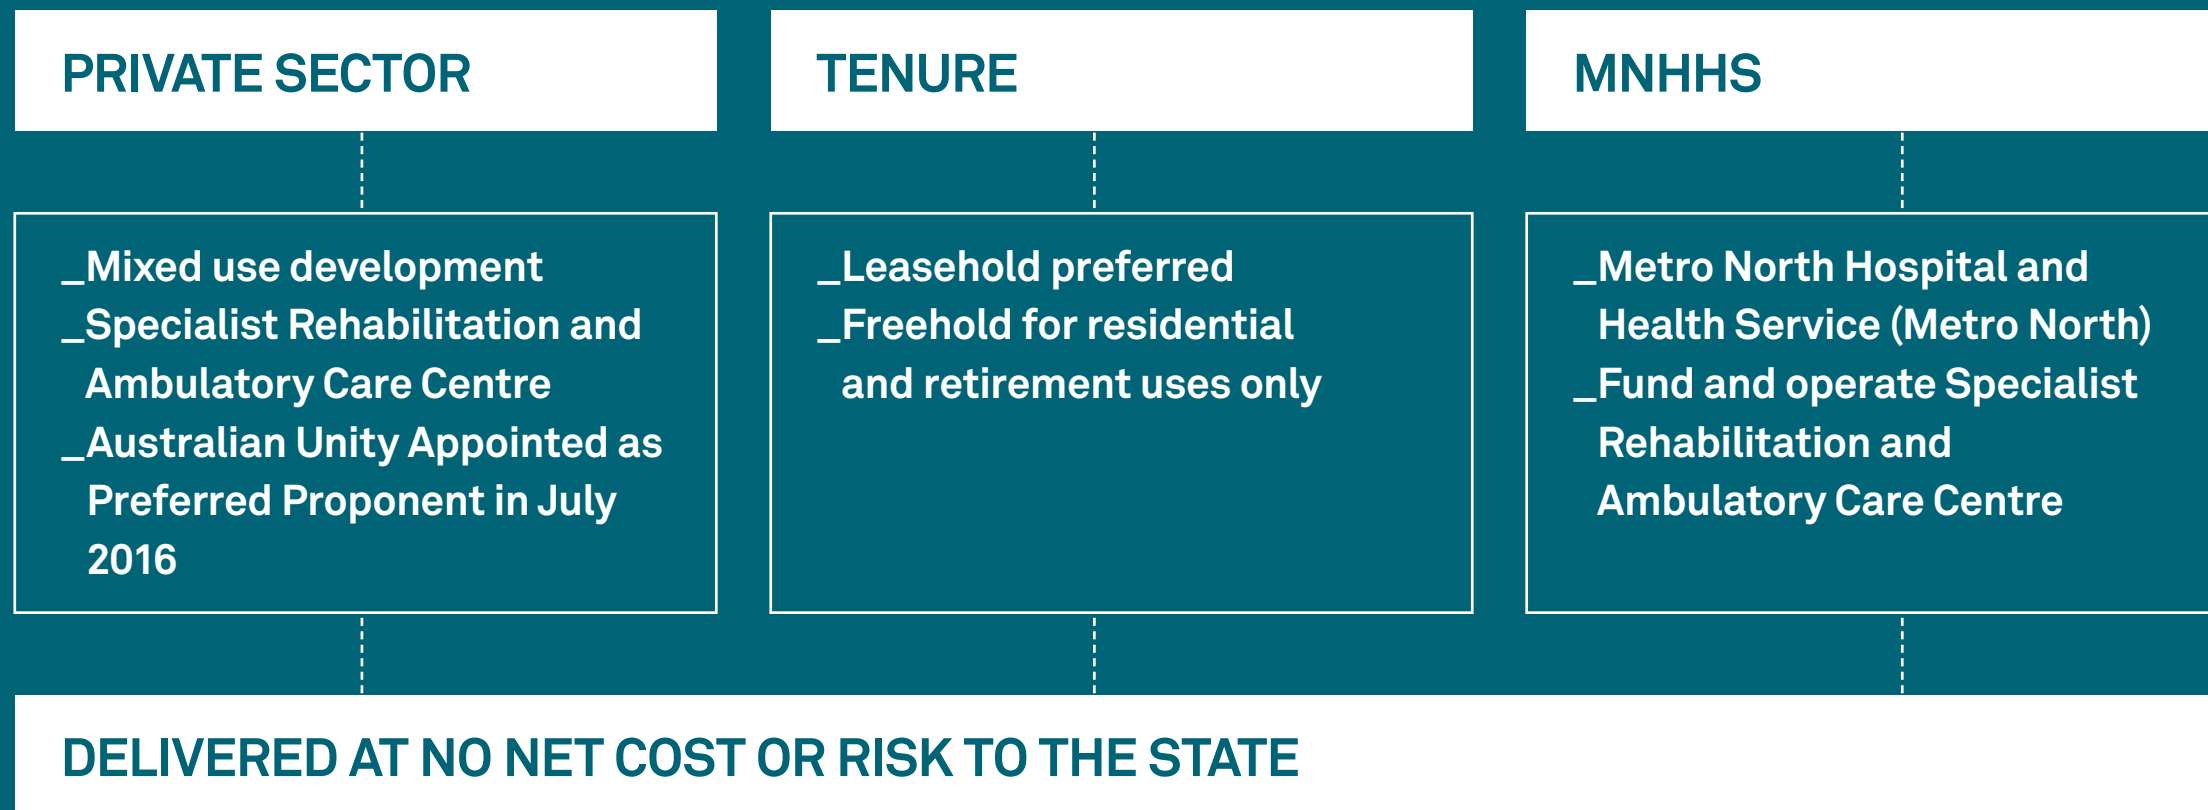 PRIVATE SECTOR
_Mixed use development
_Specialist Rehabilitation and
Ambulatory Care Centre
_Australian Unity Appointed as
Preferred Proponent in July
2016
TENURE
_Leasehold preferred
_Freehold for residential
and retirement uses only
MNHHS
_Metro North Hospital and
Health Service (Metro North)
_Fund and operate Specialist
Rehabilitation and
Ambulatory Care Centre
DELIVERED AT NO NET COST OR RISK TO THE STATE